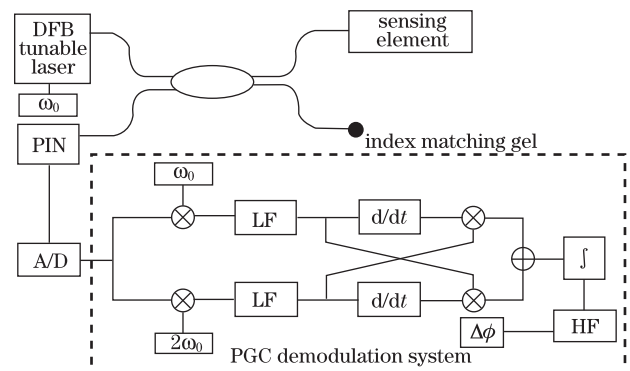 DFB
tunable
laser
sensing
element
ω₀
PIN
index matching gel
ω₀
LF
d/dt
A/D
∫
LF
d/dt
2ω₀
Δϕ
HF
PGC demodulation system